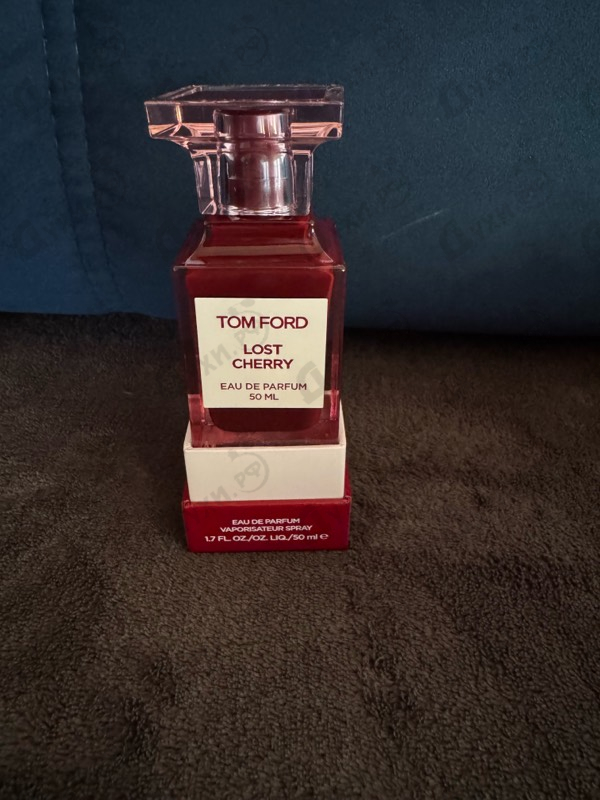 TOM FORD
LOST
CHERRY
EAU DE PARFUM
50 ML
EAU DE PARFUM
VAPORISATEUR SPRAY
1.7 FL. OZ./OZ. LIQ./50 ml ℮